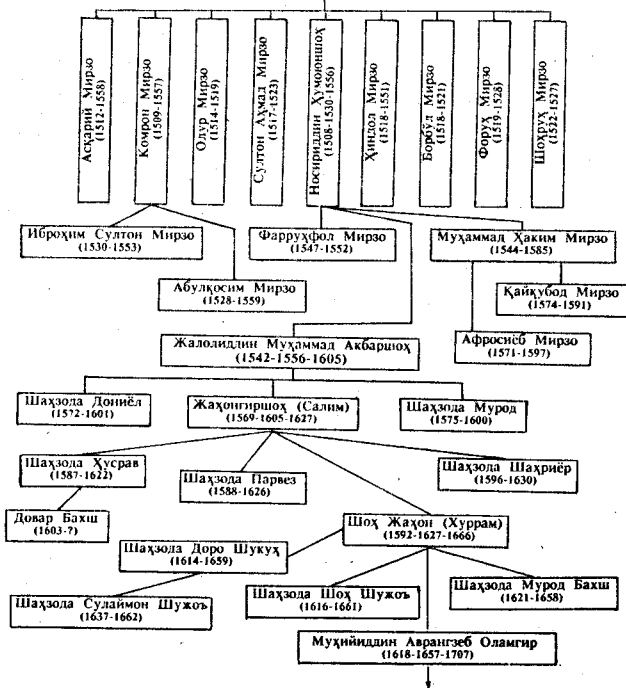 Асқарий Мирзо
(1512-1558)
Комрон Мирзо
(1509-1557)
Олур Мирзо
(1514-1519)
Султон Аҳмад Мирзо
(1517-1523)
Носириддин Ҳумоюншоҳ
(1508-1530-1556)
Ҳиндол Мирзо
(1518-1551)
Борбўл Мирзо
(1518-1521)
Форуҳ Мирзо
(1519-1528)
Шоҳруҳ Мирзо
(1522-1527)
Иброҳим Султон Мирзо
(1530-1553)
Фарруҳфол Мирзо
(1547-1552)
Муҳаммад Ҳаким Мирзо
(1544-1585)
Абулқосим Мирзо
(1528-1559)
Қайқубод Мирзо
(1574-1591)
Афросиёб Мирзо
(1571-1597)
Жалолиддин Муҳаммад Акбаршоҳ
(1542-1556-1605)
Шаҳзода Дониёл
(1572-1601)
Жаҳонгиршоҳ (Салим)
(1569-1605-1627)
Шаҳзода Мурод
(1575-1600)
Шаҳзода Ҳусрав
(1587-1622)
Шаҳзода Парвез
(1588-1626)
Шаҳзода Шаҳриёр
(1596-1630)
Довар Бахш
(1603-?)
Шоҳ Жаҳон (Хуррам)
(1592-1627-1666)
Шаҳзода Доро Шукуҳ
(1614-1659)
Шаҳзода Сулаймон Шужоъ
(1637-1662)
Шаҳзода Шоҳ Шужоъ
(1616-1661)
Шаҳзода Мурод Бахш
(1621-1658)
Муҳийиддин Аврангзеб Оламгир
(1618-1657-1707)